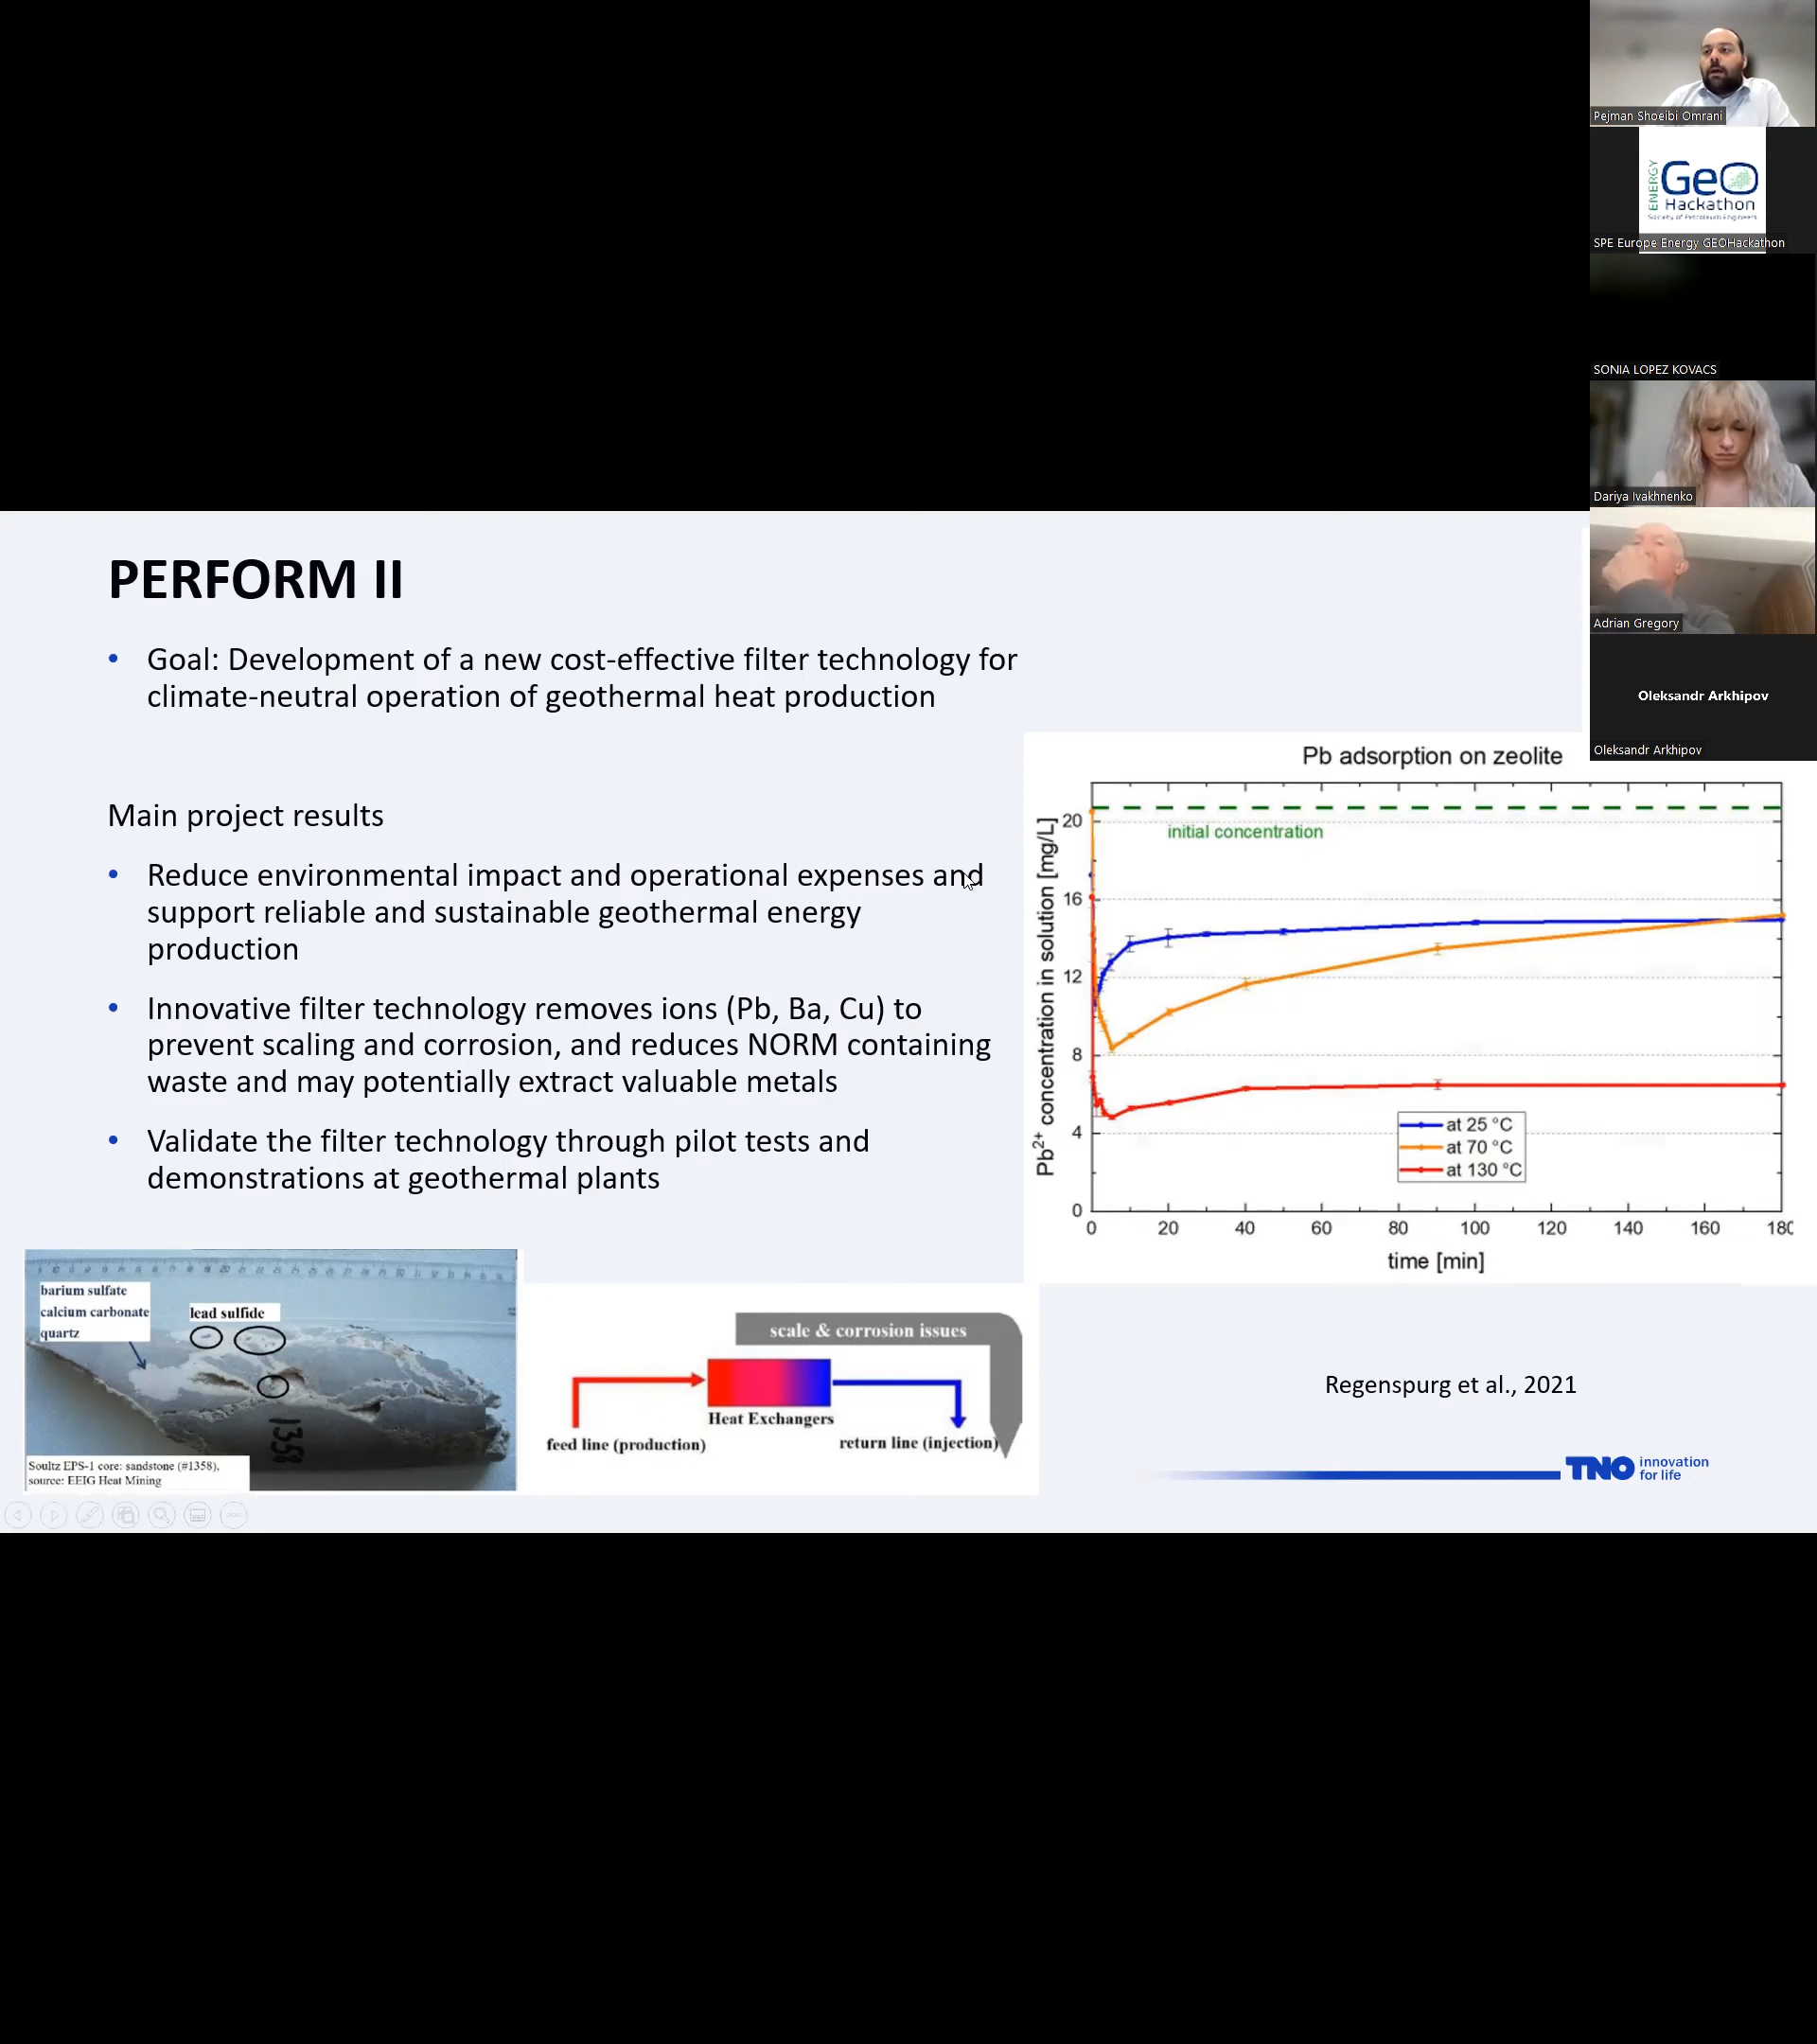 Pejman Shoeibi Omrani
ENERGY
GeO
Hackathon
Society of Petroleum Engineers
SPE Europe Energy GEOHackathon
SONIA LOPEZ KOVACS
Dariya Ivakhnenko
Adrian Gregory
Oleksandr Arkhipov
Oleksandr Arkhipov
PERFORM II
• Goal: Development of a new cost-effective filter technology for
climate-neutral operation of geothermal heat production
Main project results
• Reduce environmental impact and operational expenses and
support reliable and sustainable geothermal energy
production
• Innovative filter technology removes ions (Pb, Ba, Cu) to
prevent scaling and corrosion, and reduces NORM containing
waste and may potentially extract valuable metals
• Validate the filter technology through pilot tests and
demonstrations at geothermal plants
Pb adsorption on zeolite
initial concentration
Pb2+ concentration in solution [mg/L]
20
16
12
8
4
0
at 25 °C
at 70 °C
at 130 °C
0 20 40 60 80 100 120 140 160 180
time [min]
barium sulfate
calcium carbonate
quartz
lead sulfide
1358
Soultz EPS-1 core: sandstone (#1358),
source: EEIG Heat Mining
scale & corrosion issues
Heat Exchangers
feed line (production)
return line (injection)
Regenspurg et al., 2021
TNO innovation
for life